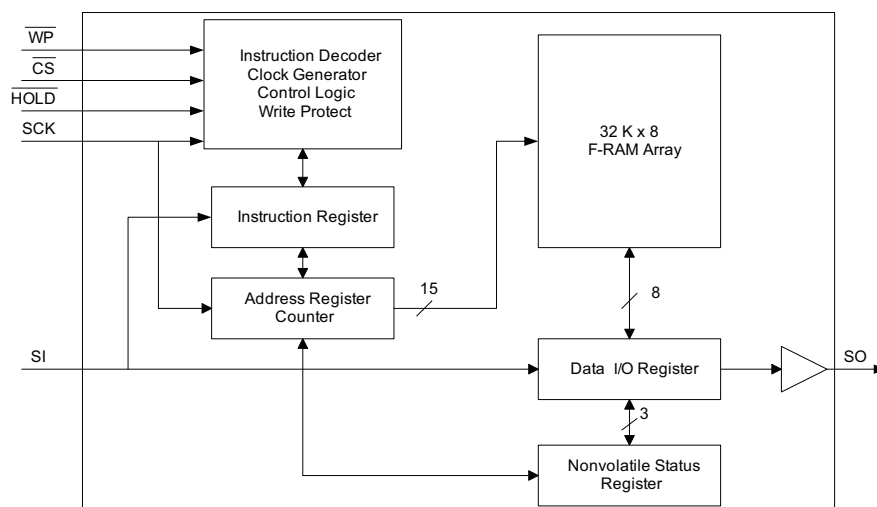 WP
CS
HOLD
SCK
Instruction Decoder
Clock Generator
Control Logic
Write Protect
32 K x 8
F-RAM Array
Instruction Register
Address Register
Counter
15
8
SI
Data I/O Register
SO
3
Nonvolatile Status
Register